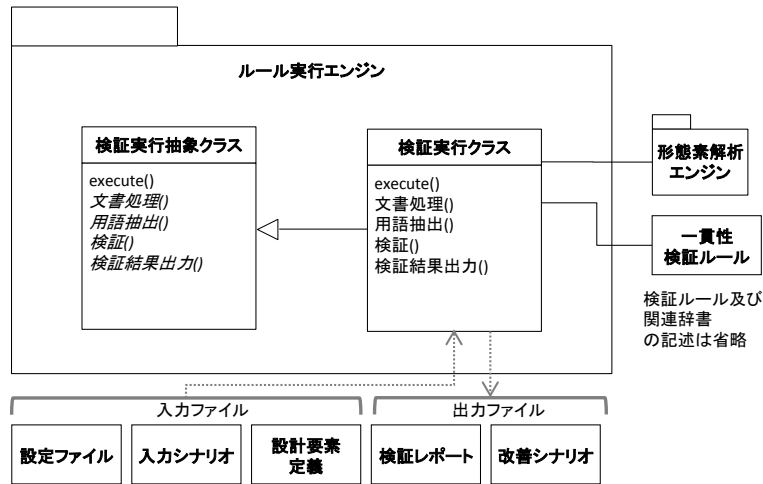 ルール実行エンジン
検証実行抽象クラス
execute()
文書処理()
用語抽出()
検証()
検証結果出力()
検証実行クラス
execute()
文書処理()
用語抽出()
検証()
検証結果出力()
形態素解析
エンジン
一貫性
検証ルール
検証ルール及び
関連辞書
の記述は省略
入力ファイル
設定ファイル
入力シナリオ
設計要素
定義
出力ファイル
検証レポート
改善シナリオ